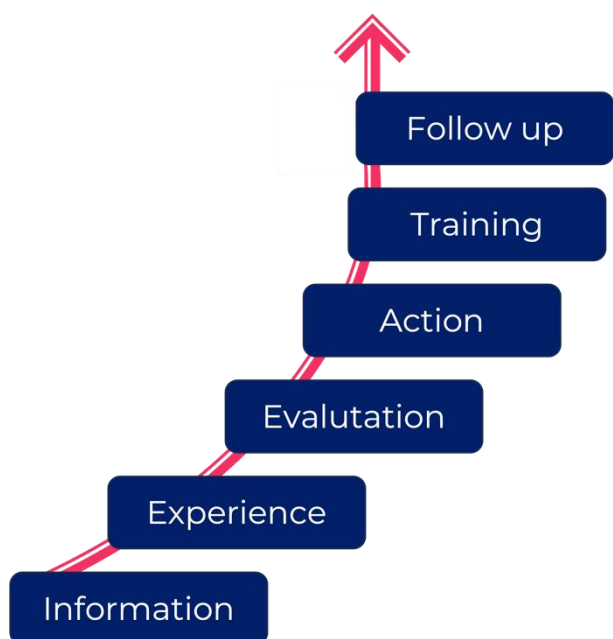 Follow up
Training
Action
Evalutation
Experience
Information